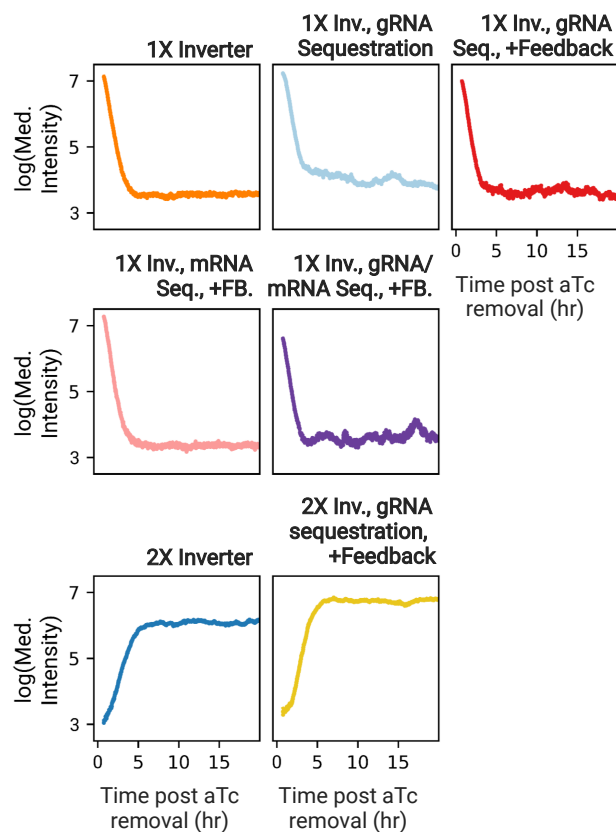 1X Inverter
1X Inv., gRNA
Sequestration
1X Inv., gRNA
Seq., +Feedback
log(Med.
Intensity)
7
5
3
0 5 10 15
Time post aTc
removal (hr)
1X Inv., mRNA
Seq., +FB.
1X Inv., gRNA/
mRNA Seq., +FB.
log(Med.
Intensity)
7
5
3
2X Inverter
2X Inv., gRNA
sequestration,
+Feedback
log(Med.
Intensity)
7
5
3
0 5 10 15
0 5 10 15
Time post aTc
removal (hr)
Time post aTc
removal (hr)